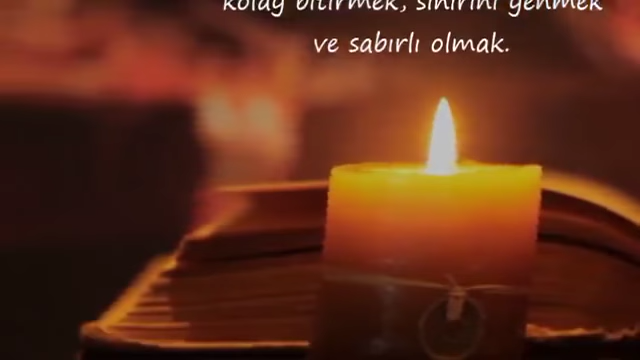 kolay bitirmek, sinirini yenmek
ve sabırlı olmak.